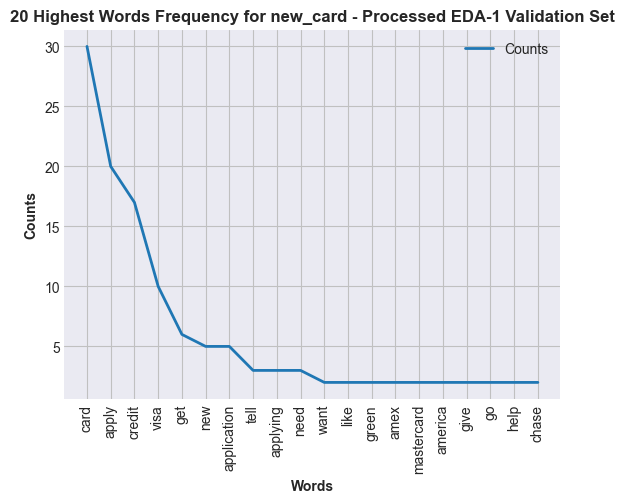 20 Highest Words Frequency for new_card - Processed EDA-1 Validation Set
Counts
30
25
20
15
10
5
Counts
card
apply
credit
visa
get
new
application
tell
applying
need
want
like
green
amex
mastercard
america
give
go
help
chase
Words